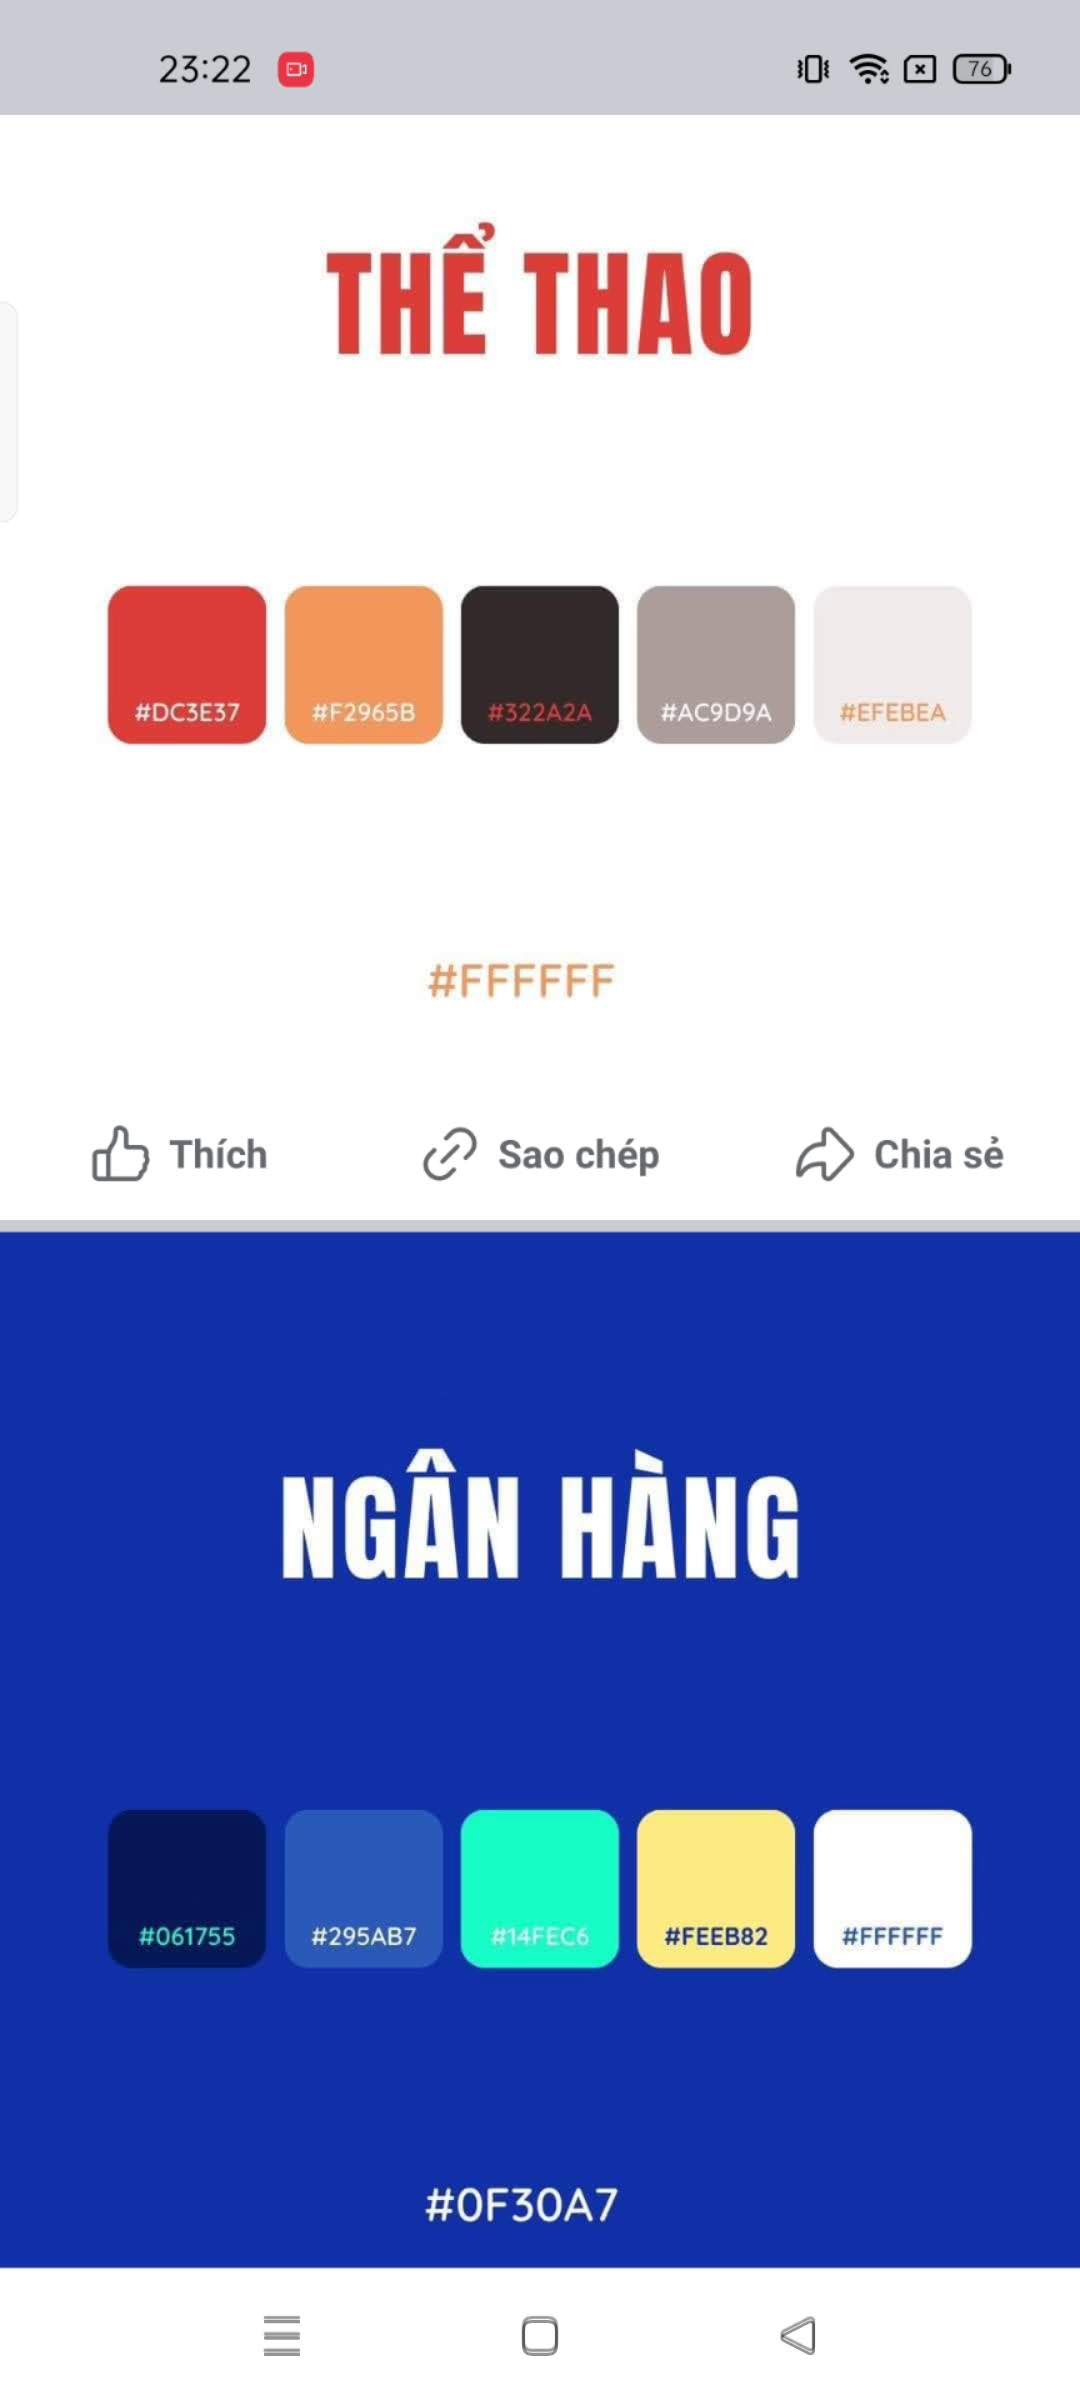 23:22
76
THỂ THAO
#DC3E37 #F2965B #322A2A #AC9D9A #EFEBEA
#FFFFFF
Thích Sao chép Chia sẻ
NGÂN HÀNG
#061755 #295AB7 #14FEC6 #FEEB82 #FFFFFF
#0F30A7